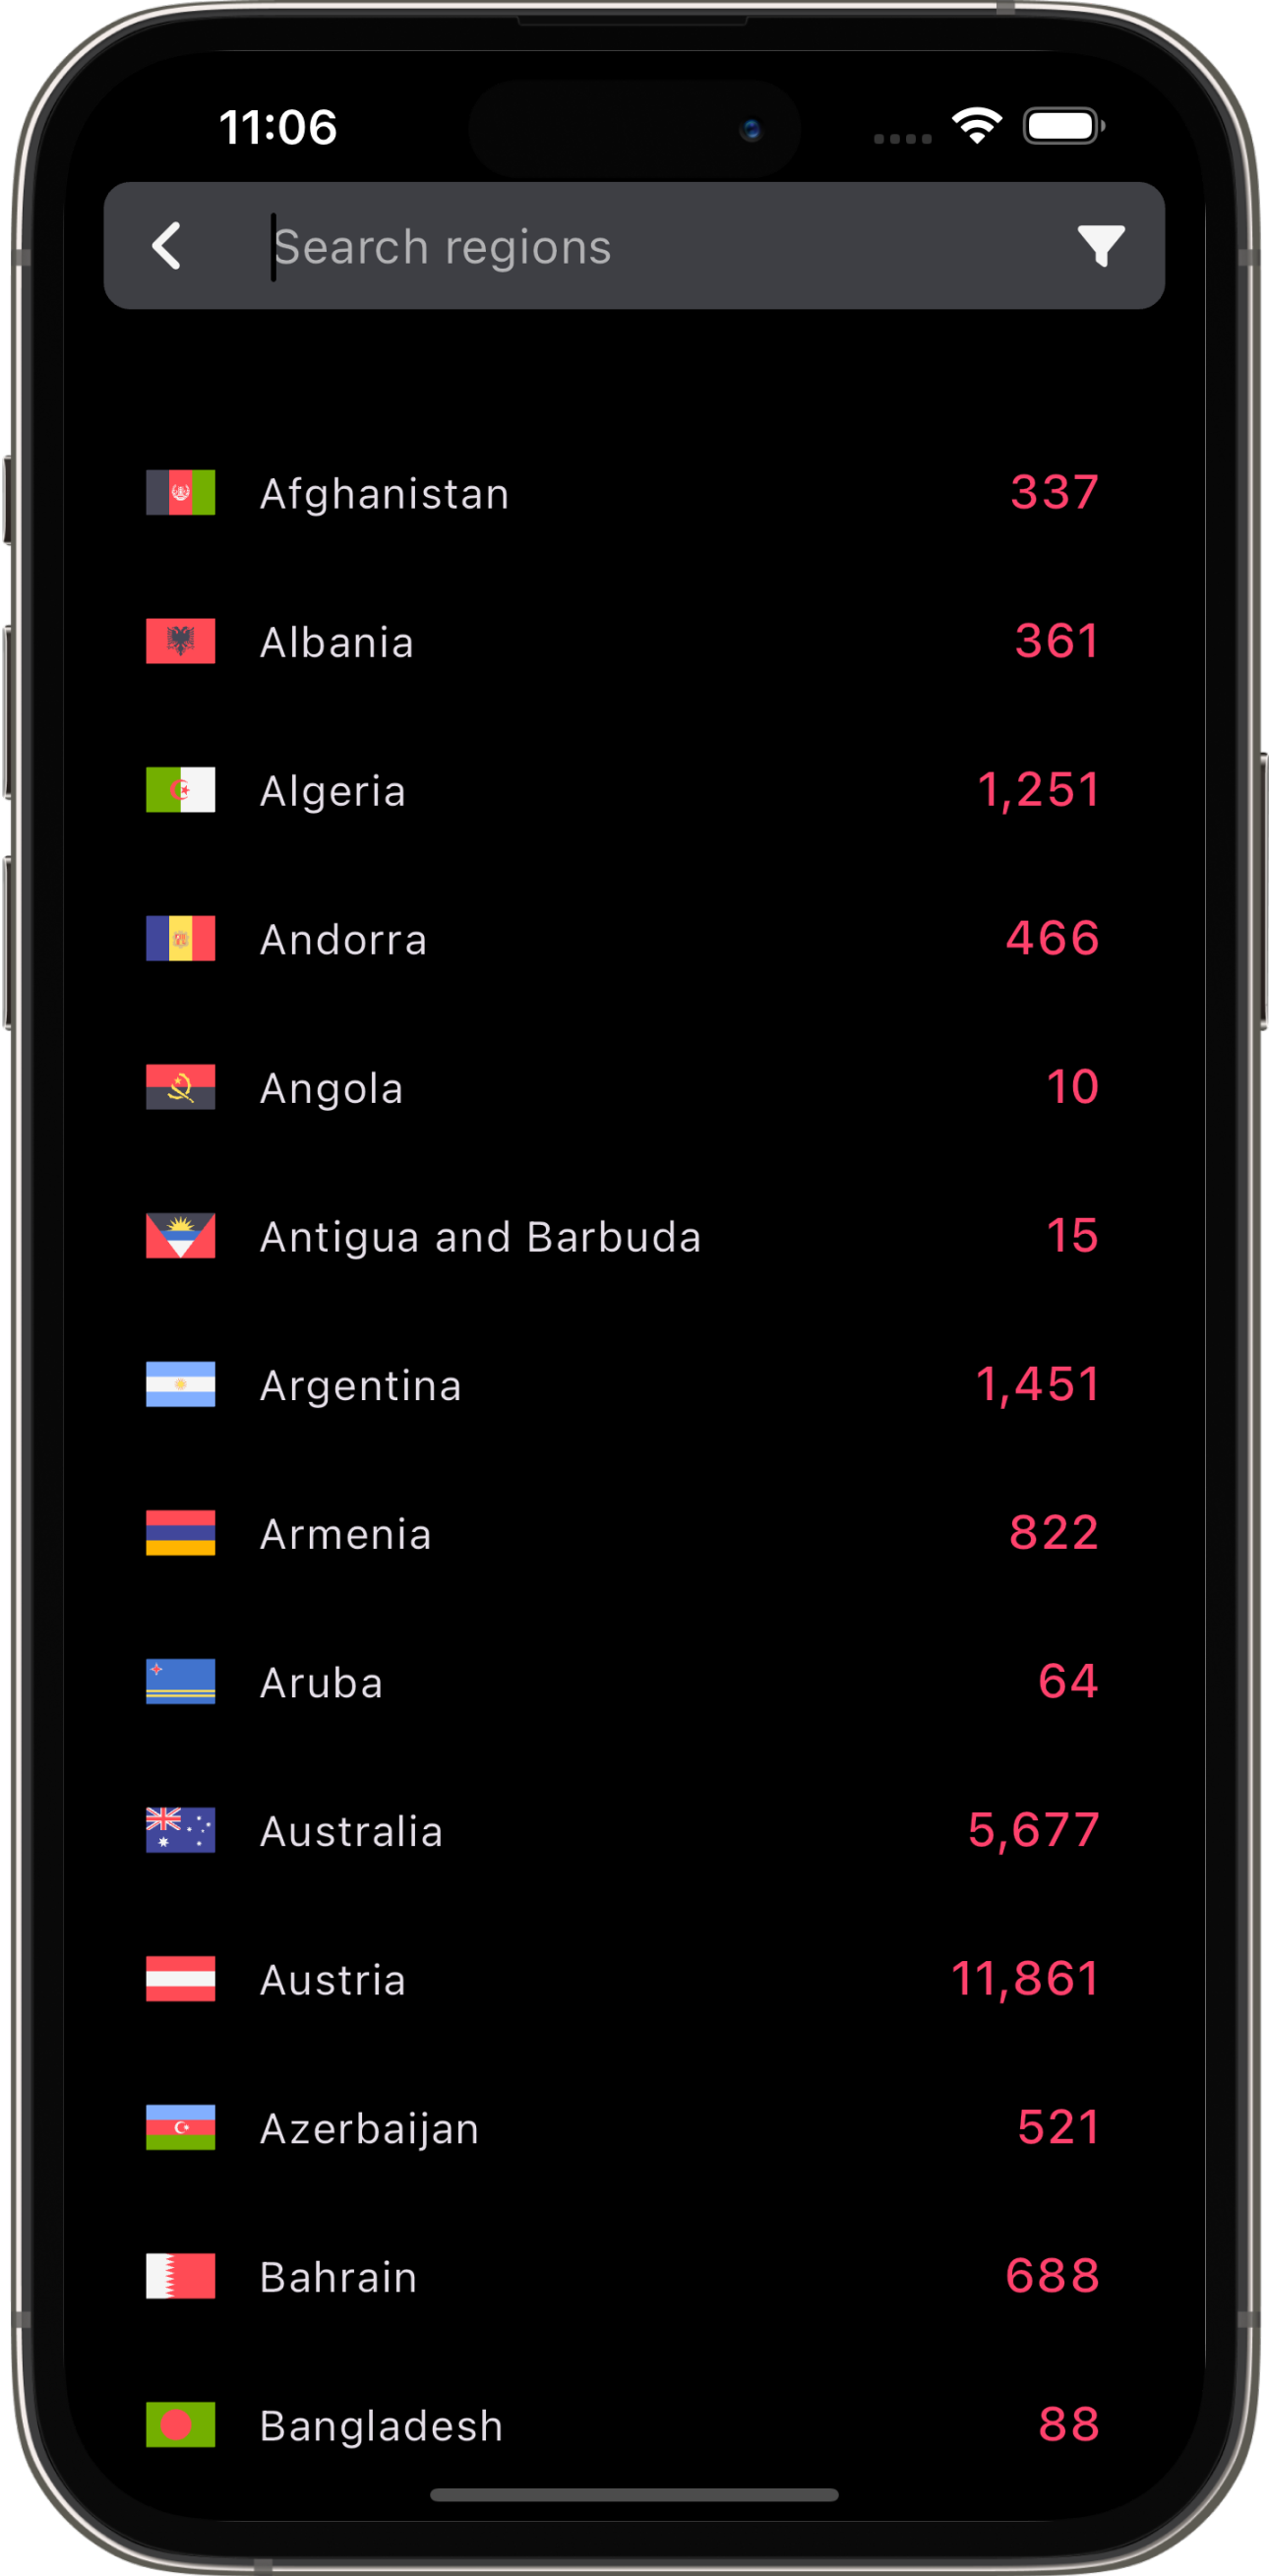 11:06
Search regions
Afghanistan 337
Albania 361
Algeria 1,251
Andorra 466
Angola 10
Antigua and Barbuda 15
Argentina 1,451
Armenia 822
Aruba 64
Australia 5,677
Austria 11,861
Azerbaijan 521
Bahrain 688
Bangladesh 88